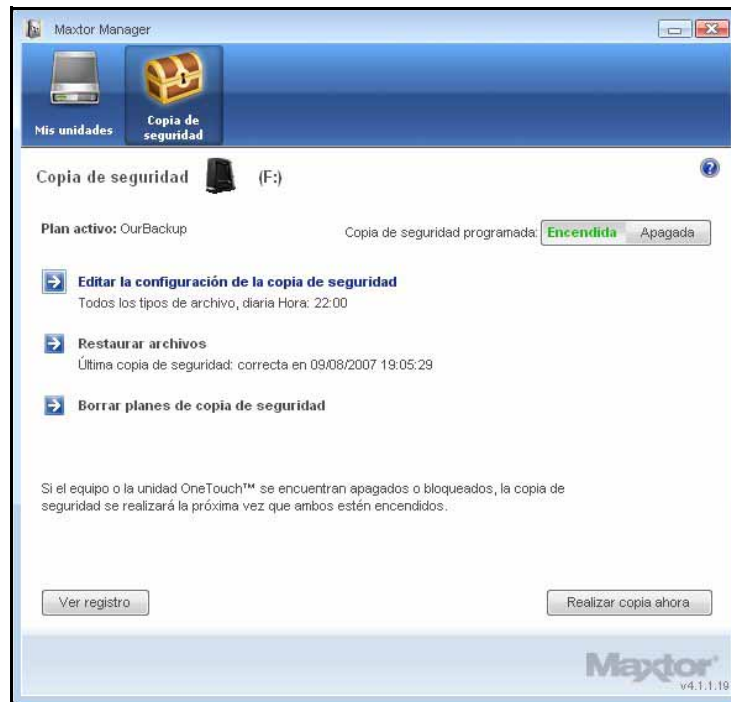 Maxtor Manager
Mis unidades
Copia de
seguridad
Copia de seguridad (F:)
Plan activo: OurBackup
Copia de seguridad programada: Encendida Apagada
Editar la configuración de la copia de seguridad
Todos los tipos de archivo, diaria Hora: 22:00
Restaurar archivos
Última copia de seguridad: correcta en 09/08/2007 19:05:29
Borrar planes de copia de seguridad
Si el equipo o la unidad OneTouch™ se encuentran apagados o bloqueados, la copia de
seguridad se realizará la próxima vez que ambos estén encendidos.
Ver registro
Realizar copia ahora
Maxtor
v4.1.1.19